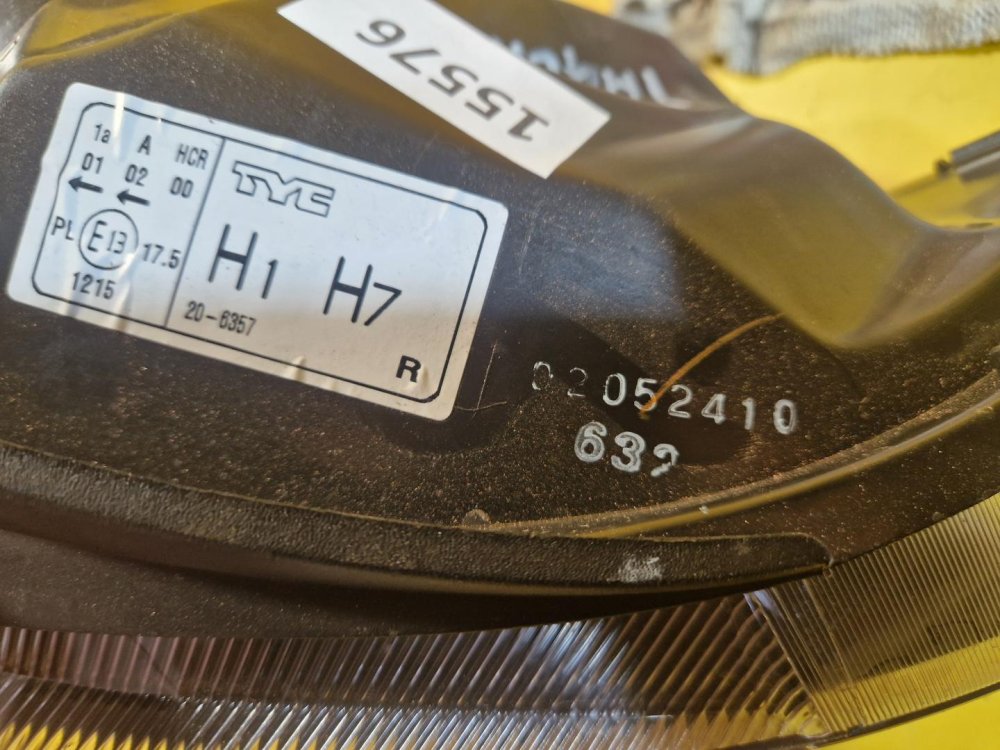 15576
1a A HCR
01 02 00
PL E13 17.5
1215
TYC
H1 H7
20-6357
R
02052410
632